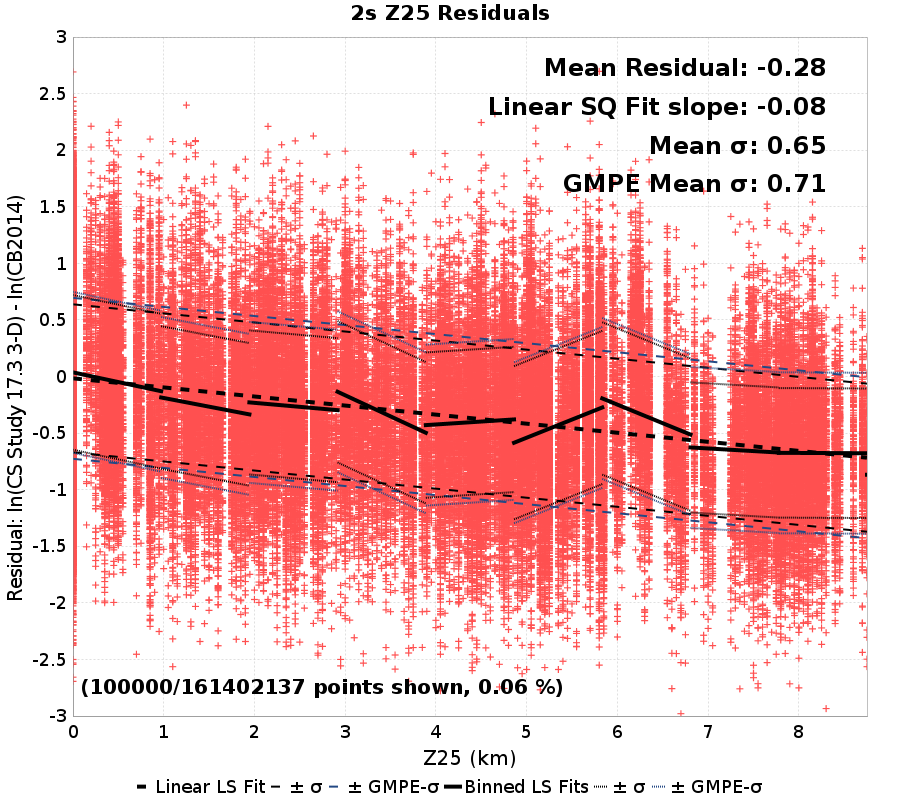 2s Z25 Residuals
Mean Residual: -0.28
Linear SQ Fit slope: -0.08
Mean σ: 0.65
GMPE Mean σ: 0.71
Residual: ln(CS Study 17.3 3-D) - ln(CB2014)
3
2.5
2
1.5
1
0.5
0
-0.5
-1
-1.5
-2
-2.5
-3
(100000/161402137 points shown, 0.06 %)
0 1 2 3 4 5 6 7 8
Z25 (km)
Linear LS Fit ± σ ± GMPE-σ Binned LS Fits ± σ ± GMPE-σ